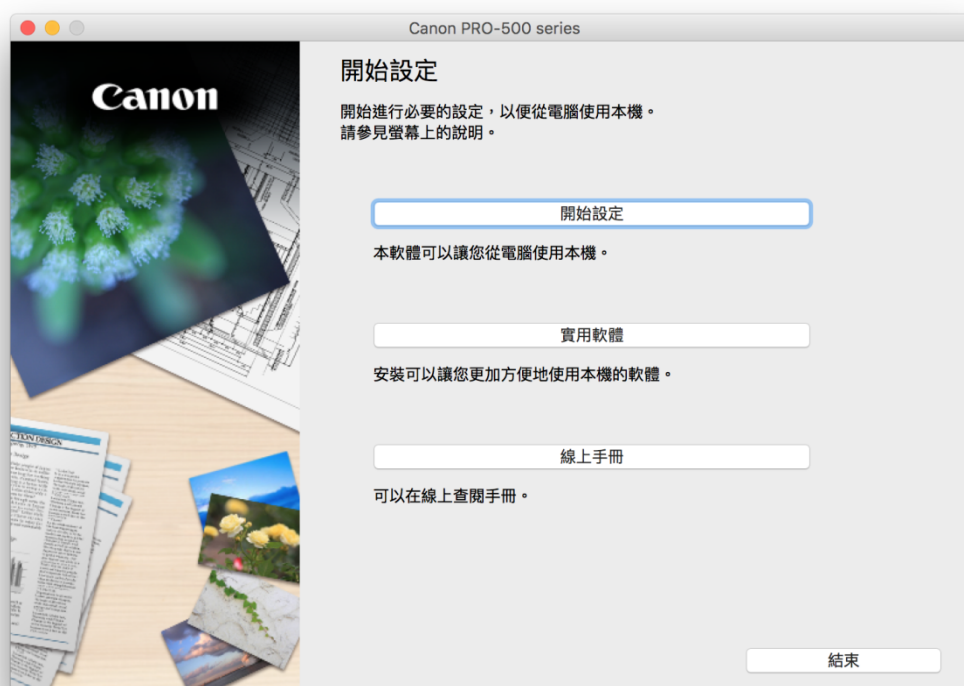 Canon PRO-500 series
Canon
開始設定
開始進行必要的設定，以便從電腦使用本機。
請參見螢幕上的說明。
開始設定
本軟體可以讓您從電腦使用本機。
實用軟體
安裝可以讓您更加方便地使用本機的軟體。
線上手冊
可以在線上查閱手冊。
結束